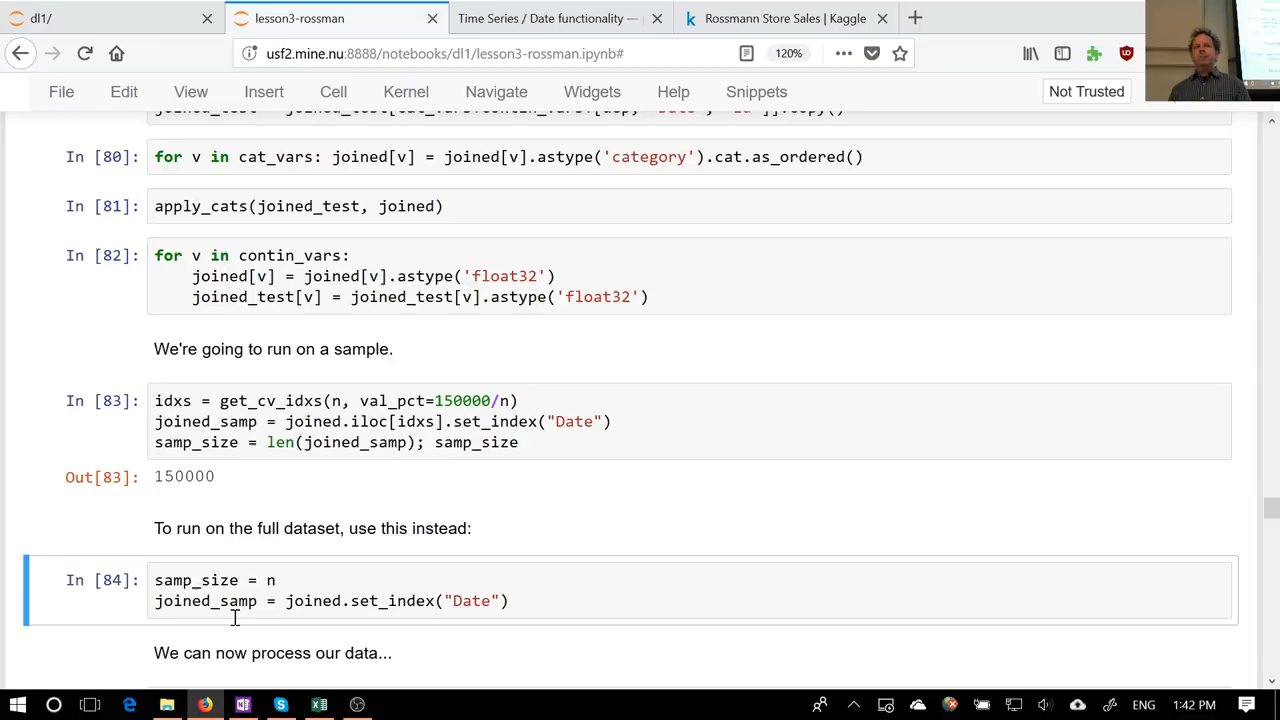 dl1/
lesson3-rossman
Time Series / Date functionality —
Rossmann Store Sales | Kaggle
usf2.mine.nu:8888/notebooks/dl1/lesson3-rossman.ipynb#
120%
File Edit View Insert Cell Kernel Navigate Widgets Help Snippets
Not Trusted
In [80]: for v in cat_vars: joined[v] = joined[v].astype('category').cat.as_ordered()
In [81]: apply_cats(joined_test, joined)
In [82]: for v in contin_vars:
joined[v] = joined[v].astype('float32')
joined_test[v] = joined_test[v].astype('float32')
We're going to run on a sample.
In [83]: idxs = get_cv_idxs(n, val_pct=150000/n)
joined_samp = joined.iloc[idxs].set_index("Date")
samp_size = len(joined_samp); samp_size
Out[83]: 150000
To run on the full dataset, use this instead:
In [84]: samp_size = n
joined_samp = joined.set_index("Date")
We can now process our data...
ENG 1:42 PM